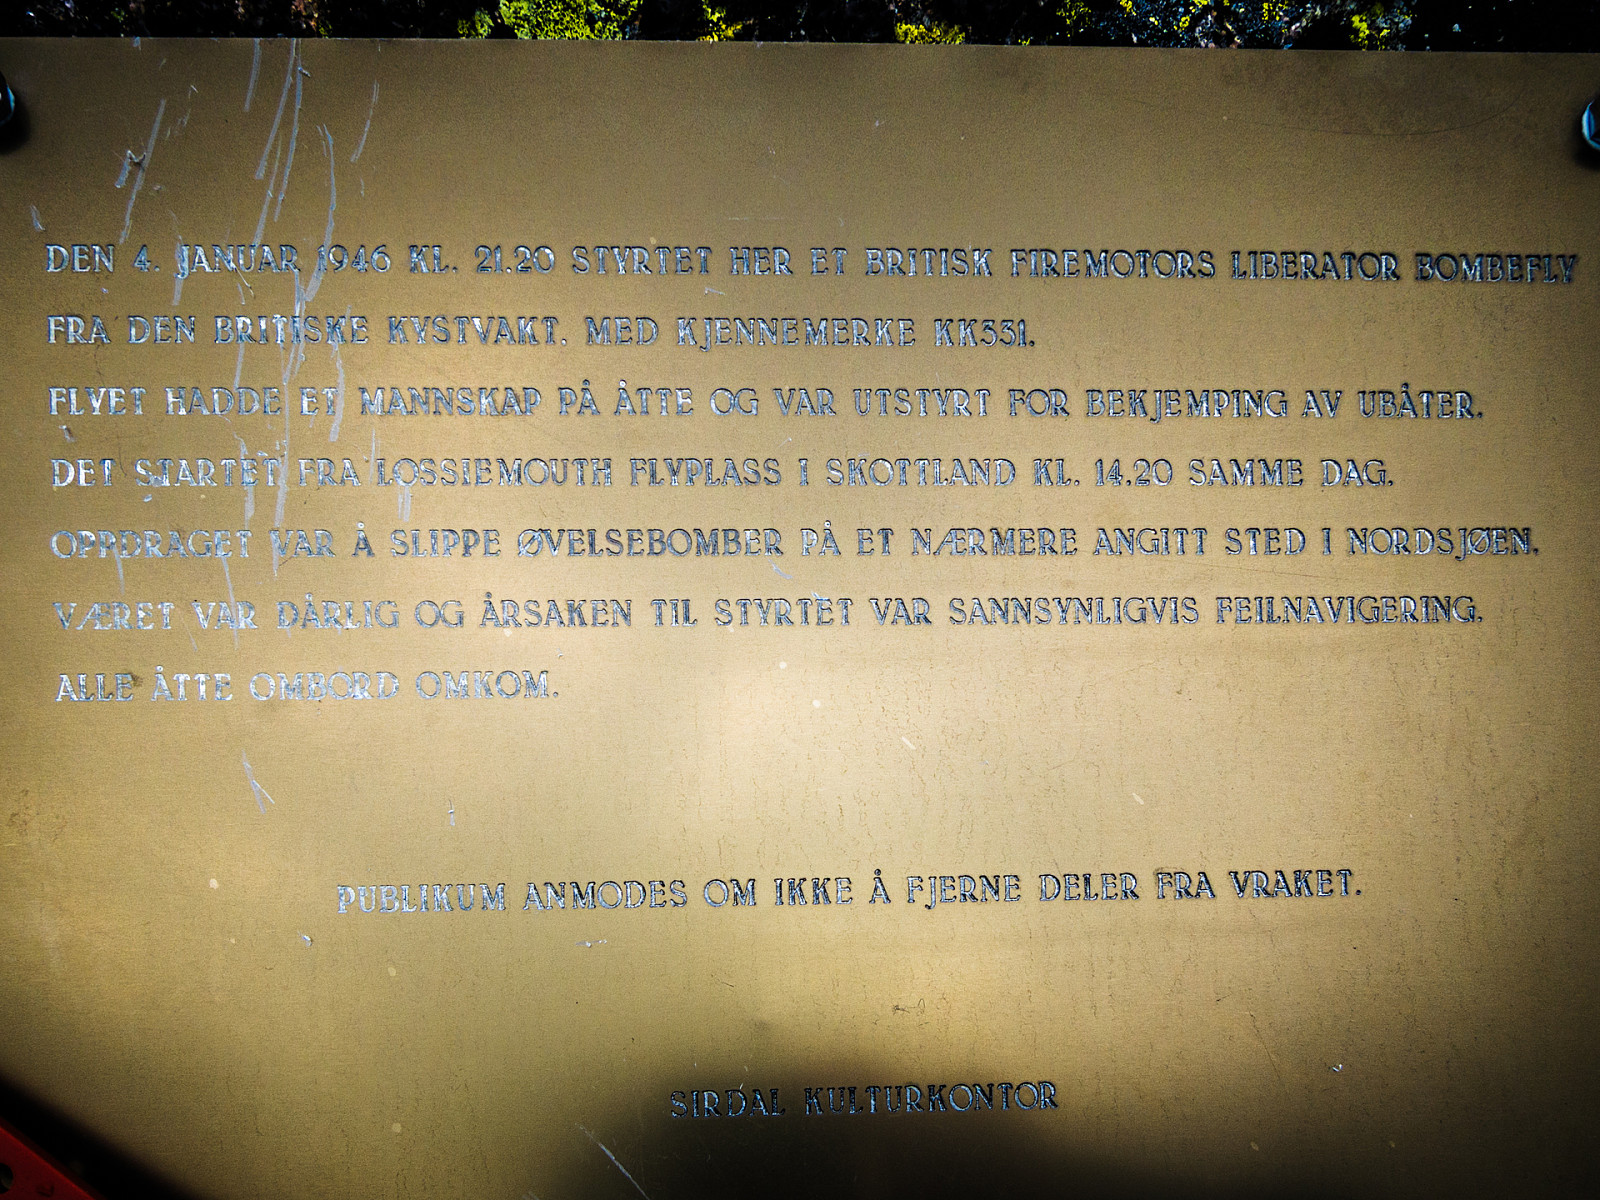 DEN 4. JANUAR 1946 KL. 21.20 STYRTET HER ET BRITISK FIREMOTORS LIBERATOR BOMBEFLY
FRA DEN BRITISKE KYSTVAKT. MED KJENNEMERKE KK331.
FLYET HADDE ET MANNSKAP PÅ ÅTTE OG VAR UTSTYRT FOR BEKJEMPING AV UBÅTER.
DET STARTET FRA LOSSIEMOUTH FLYPLASS I SKOTTLAND KL. 14.20 SAMME DAG.
OPPDRAGET VAR Å SLIPPE ØVELSEBOMBER PÅ ET NÆRMERE ANGITT STED I NORDSJØEN.
VÆRET VAR DÅRLIG OG ÅRSAKEN TIL STYRTET VAR SANNSYNLIGVIS FEILNAVIGERING.
ALLE ÅTTE OMBORD OMKOM.
PUBLIKUM ANMODES OM IKKE Å FJERNE DELER FRA VRAKET.
SIRDAL KULTURKONTOR